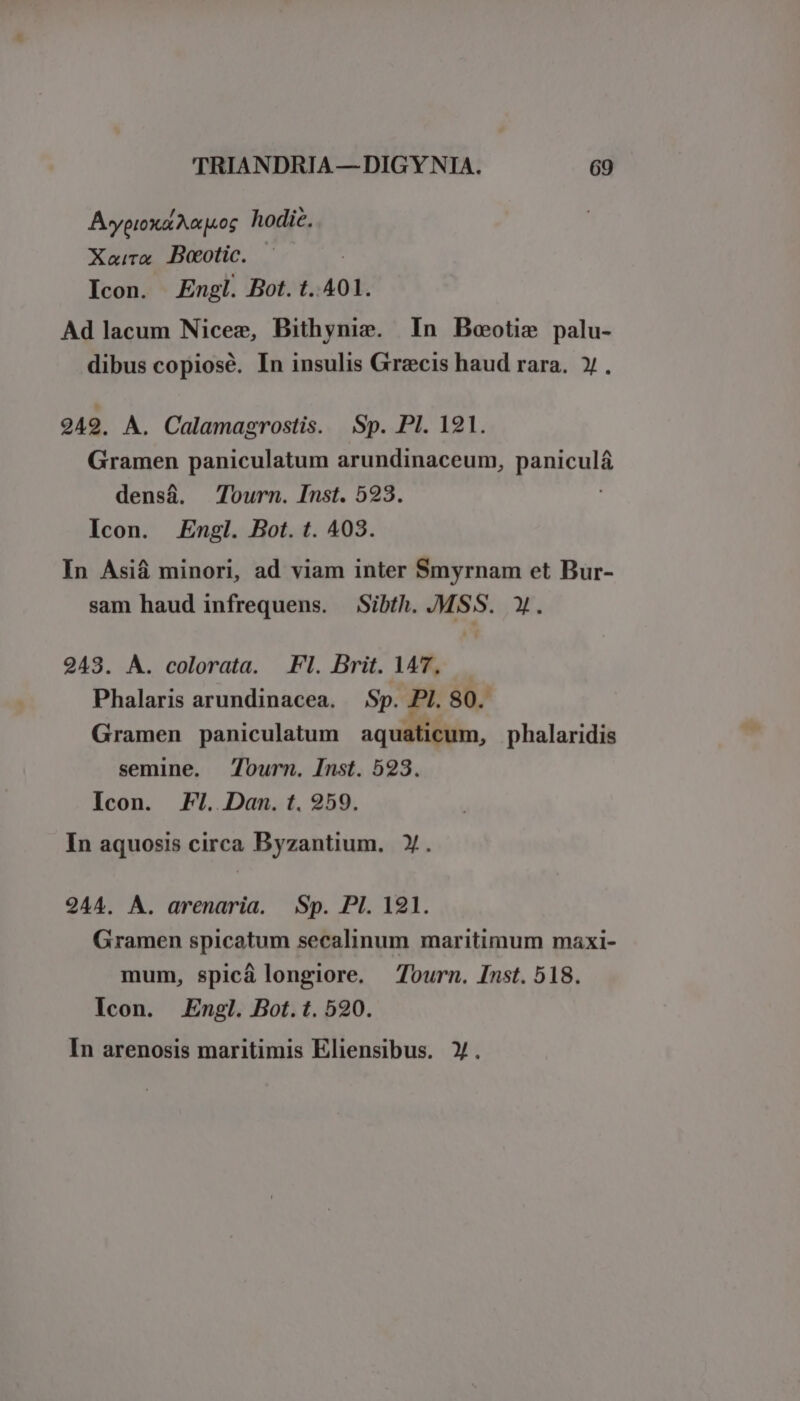 TRIANDRIA—DIGYNIA. 69
Αγριοκάλαμος hodiè.
Χαιτα Bœotic.
Icon. Engl. Bot. t. 401.
Ad lacum Niceæ, Bithyniæ. In Bœotiæ palu-
dibus copiosè. In insulis Græcis haud rara. ♃.
242. A. Calamagrostis. Sp. Pl. 121.
Gramen paniculatum arundinaceum, paniculâ
densâ. Tourn. Inst. 523.
Icon. Engl. Bot. t. 403.
In Asiâ minori, ad viam inter Smyrnam et Bur-
sam haud infrequens. Sibth. MSS. ♃.
243. A. colorata. Fl. Brit. 147.
Phalaris arundinacea. Sp. Pl. 80.
Gramen paniculatum aquaticum, phalaridis
semine. Tourn. Inst. 523.
Icon. Fl. Dan. t. 259.
In aquosis circa Byzantium. ♃.
244. A. arenaria. Sp. Pl. 121.
Gramen spicatum secalinum maritimum maxi-
mum, spicâ longiore. Tourn. Inst. 518.
Icon. Engl. Bot. t. 520.
In arenosis maritimis Eliensibus. ♃.